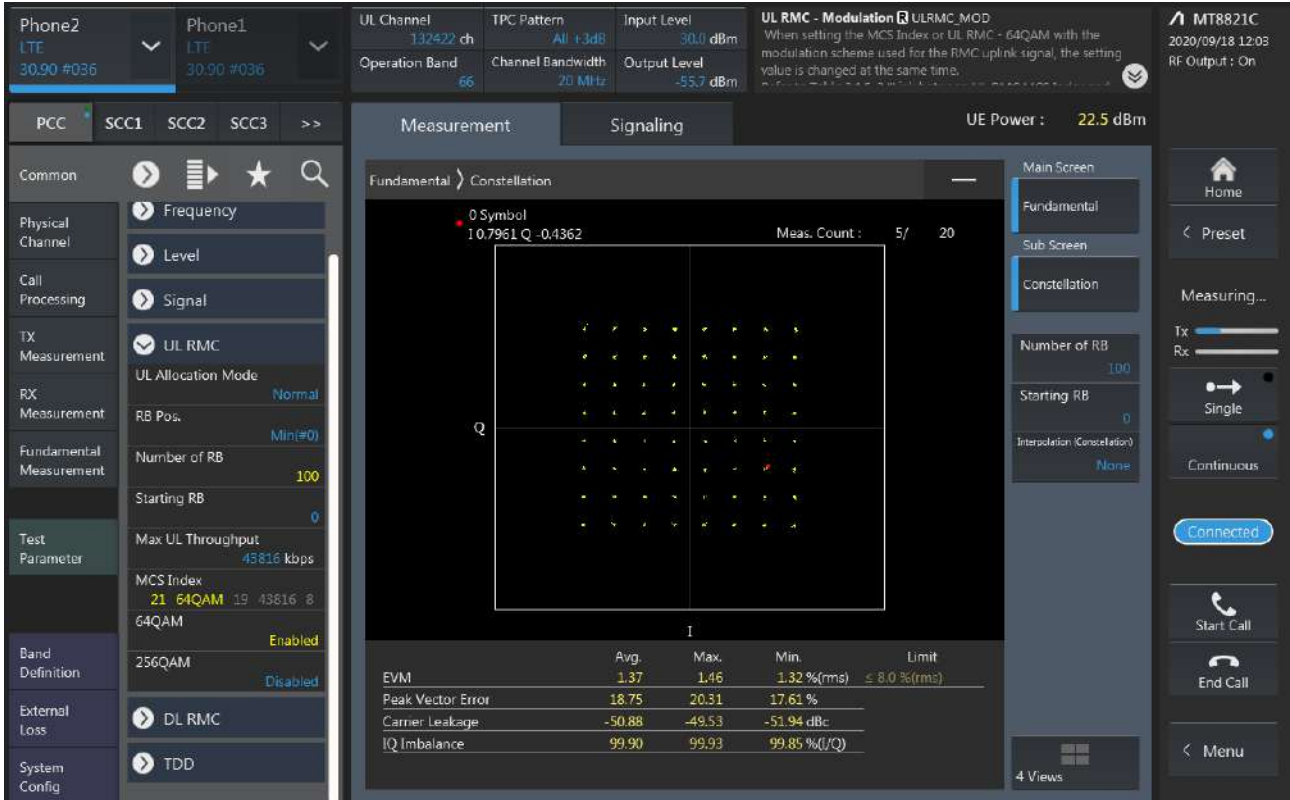 Phone2
LTE
30.90 #036
Phone1
LTE
30.90 #036
UL Channel
132422 ch
TPC Pattern
All +3dB
Input Level
30.0 dBm
Operation Band
66
Channel Bandwidth
20 MHz
Output Level
-55.7 dBm
UL RMC - Modulation R ULRMC_MOD
When setting the MCS Index or UL RMC - 64QAM with the
modulation scheme used for the RMC uplink signal, the setting
value is changed at the same time.
MT8821C
2020/09/18 12:03
RF Output : On
PCC SCC1 SCC2 SCC3 >>
Measurement
Signaling
UE Power : 22.5 dBm
Common
Physical
Channel
Call
Processing
TX
Measurement
RX
Measurement
Fundamental
Measurement
Test
Parameter
Band
Definition
External
Loss
System
Config
Frequency
Level
Signal
UL RMC
UL Allocation Mode
Normal
RB Pos.
Min(#0)
Number of RB
100
Starting RB
0
Max UL Throughput
43816 kbps
MCS Index
21 64QAM 19 43816 8
64QAM
Enabled
256QAM
Disabled
DL RMC
TDD
Fundamental > Constellation
0 Symbol
I 0.7961 Q -0.4362
Meas. Count : 5/ 20
Q
I
Avg. Max. Min. Limit
EVM 1.37 1.46 1.32 %(rms) ≤ 8.0 %(rms)
Peak Vector Error 18.75 20.31 17.61 %
Carrier Leakage -50.88 -49.53 -51.94 dBc
IQ Imbalance 99.90 99.93 99.85 %(I/Q)
Main Screen
Fundamental
Sub Screen
Constellation
Number of RB
100
Starting RB
0
Interpolation (Constellation)
None
4 Views
Home
< Preset
Measuring...
Tx
Rx
Single
Continuous
Connected
Start Call
End Call
< Menu